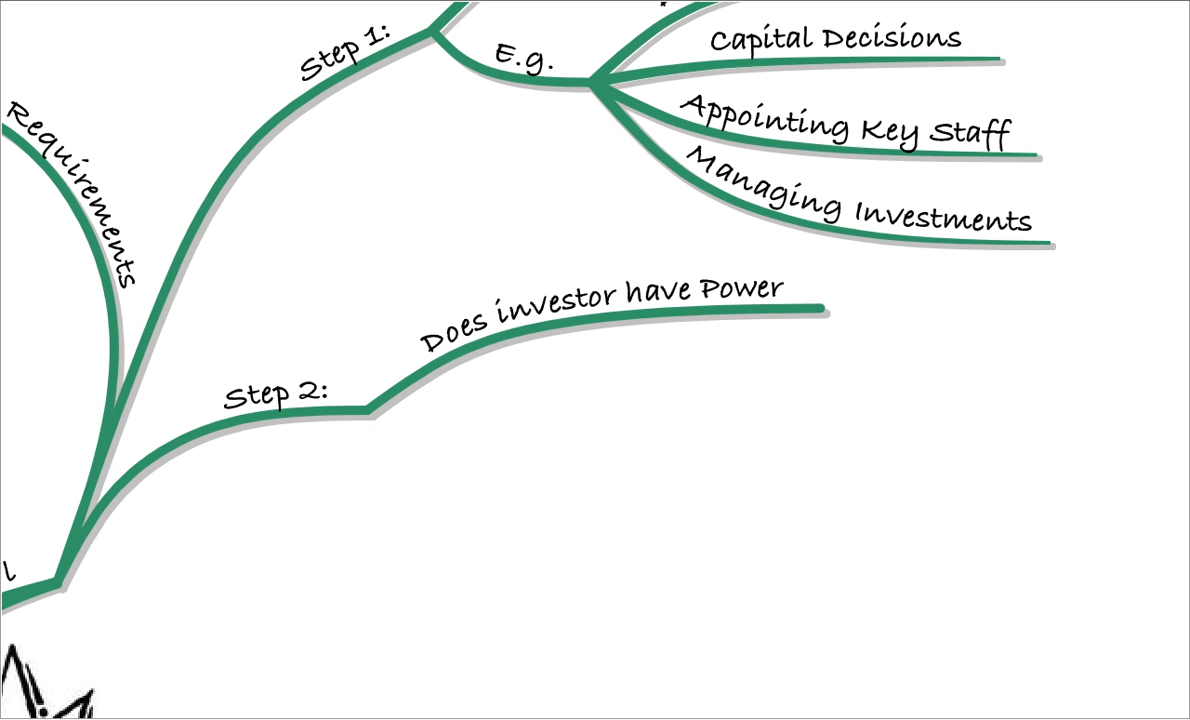 Step 1:
E.g.
Capital Decisions
Appointing Key Staff
Managing Investments
Requirements
Does investor have Power
Step 2:
l